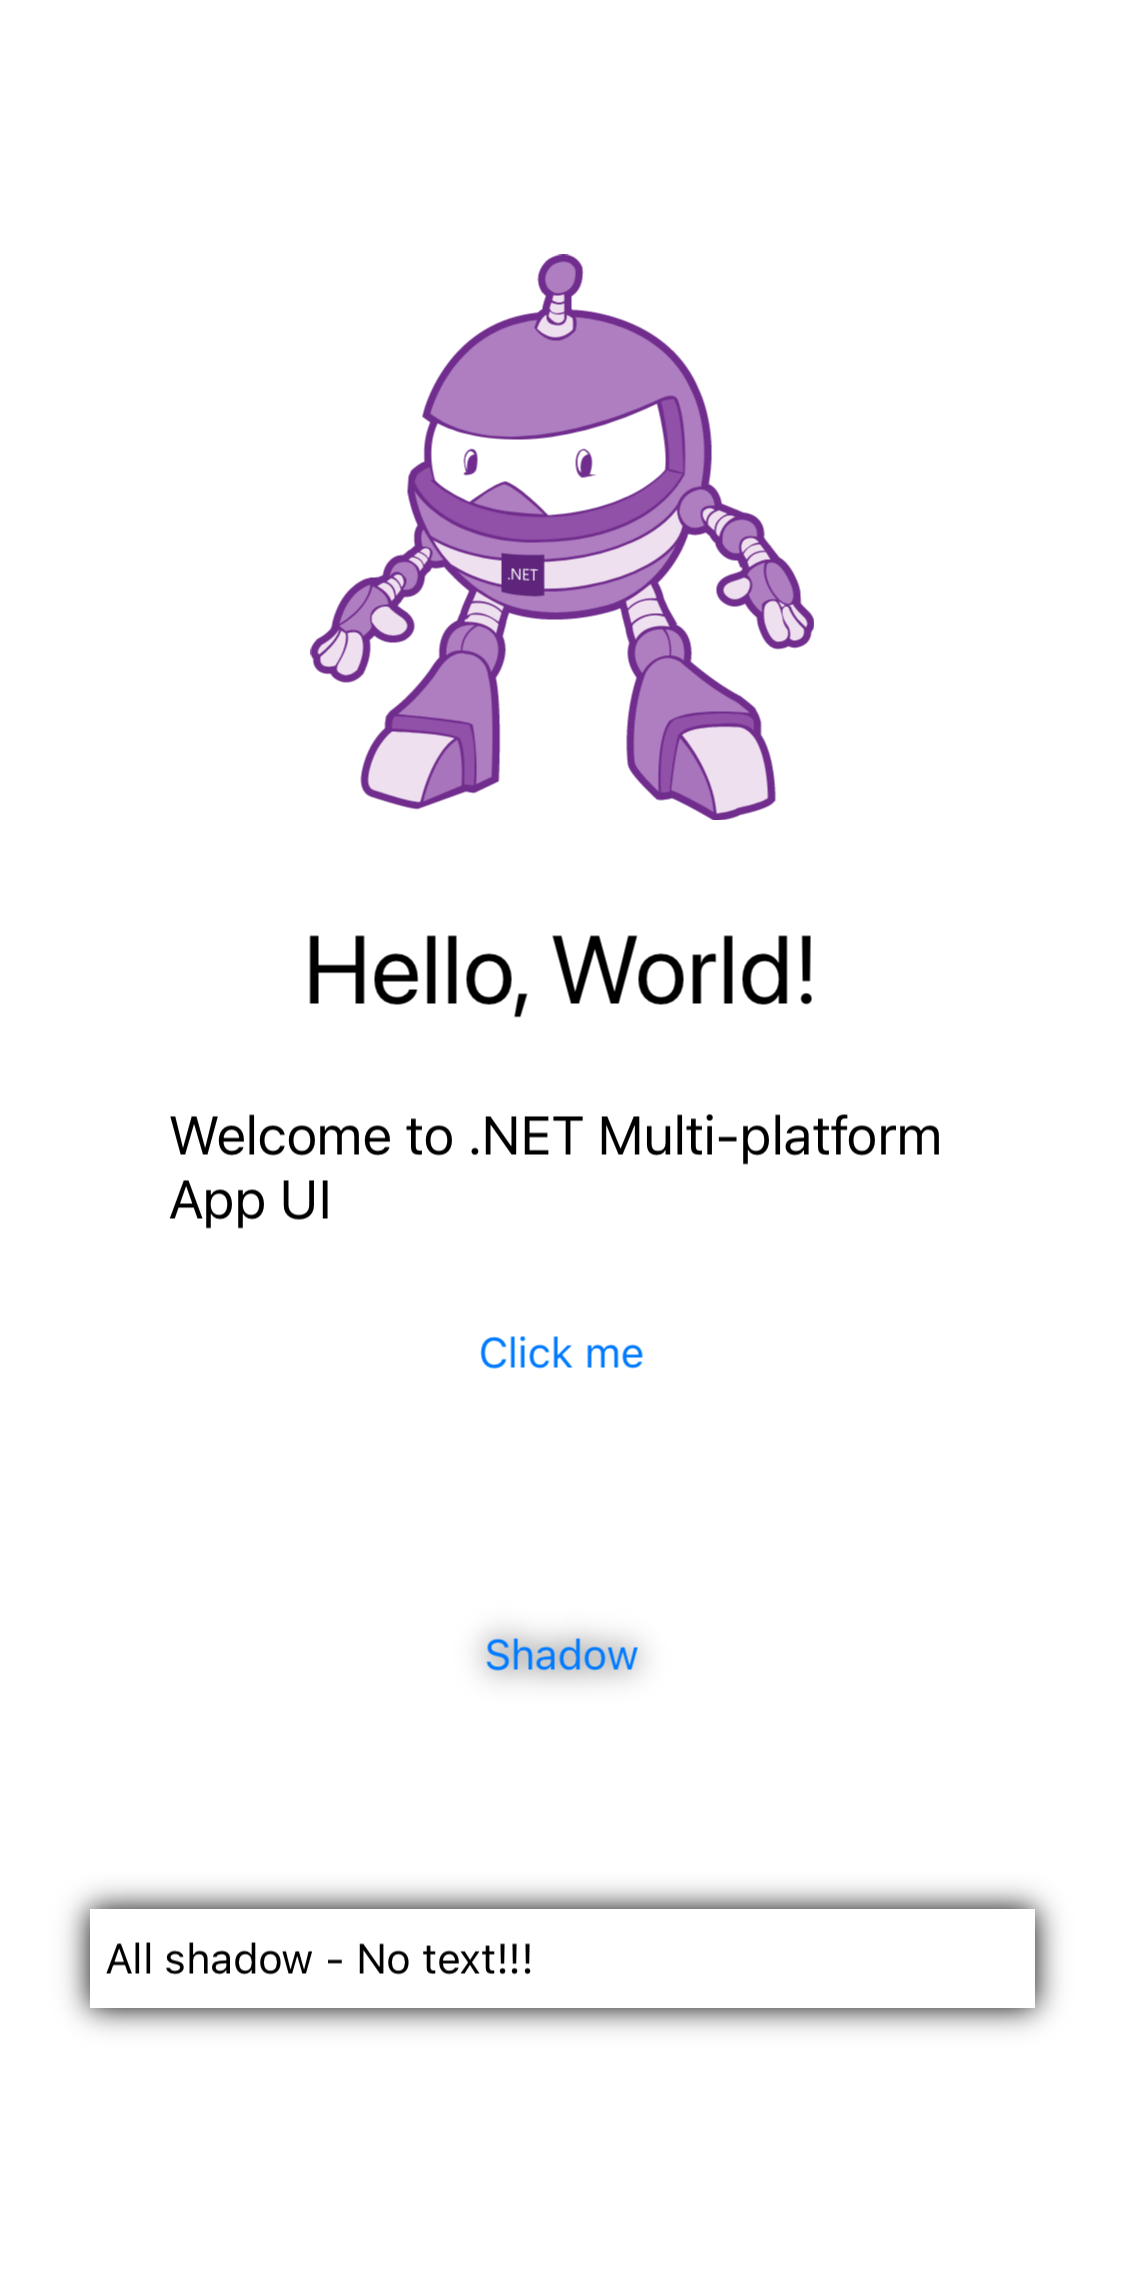 .NET
Hello, World!
Welcome to .NET Multi-platform
App UI
Click me
Shadow
All shadow - No text!!!